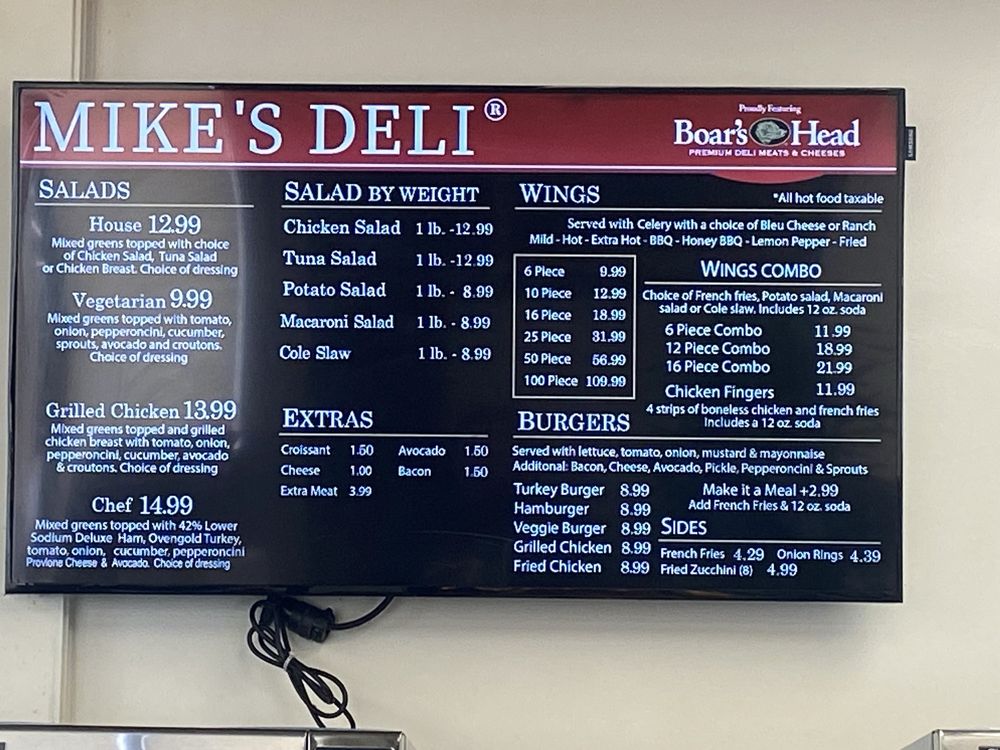 MIKE'S DELI®
Proudly Featuring
Boar's Head
PREMIUM DELI MEATS & CHEESES
SALADS
House 12.99
Mixed greens topped with choice
of Chicken Salad, Tuna Salad
or Chicken Breast. Choice of dressing
Vegetarian 9.99
Mixed greens topped with tomato,
onion, pepperoncini, cucumber,
sprouts, avocado and croutons.
Choice of dressing
Grilled Chicken 13.99
Mixed greens topped and grilled
chicken breast with tomato, onion,
pepperoncini, cucumber, avocado
& croutons. Choice of dressing
Chef 14.99
Mixed greens topped with 42% Lower
Sodium Deluxe Ham, Ovengold Turkey,
tomato, onion, cucumber, pepperoncini
Provlone Cheese & Avocado. Choice of dressing
SALAD BY WEIGHT
Chicken Salad 1 lb. -12.99
Tuna Salad 1 lb. -12.99
Potato Salad 1 lb. - 8.99
Macaroni Salad 1 lb. - 8.99
Cole Slaw 1 lb. - 8.99
EXTRAS
Croissant 1.50 Avocado 1.50
Cheese 1.00 Bacon 1.50
Extra Meat 3.99
WINGS
*All hot food taxable
Served with Celery with a choice of Bleu Cheese or Ranch
Mild - Hot - Extra Hot - BBQ - Honey BBQ - Lemon Pepper - Fried
6 Piece 9.99
10 Piece 12.99
16 Piece 18.99
25 Piece 31.99
50 Piece 56.99
100 Piece 109.99
WINGS COMBO
Choice of French fries, Potato salad, Macaroni
salad or Cole slaw. Includes 12 oz. soda
6 Piece Combo 11.99
12 Piece Combo 18.99
16 Piece Combo 21.99
Chicken Fingers 11.99
4 strips of boneless chicken and french fries
Includes a 12 oz. soda
BURGERS
Served with lettuce, tomato, onion, mustard & mayonnaise
Additonal: Bacon, Cheese, Avocado, Pickle, Pepperoncini & Sprouts
Turkey Burger 8.99
Hamburger 8.99
Veggie Burger 8.99
Grilled Chicken 8.99
Fried Chicken 8.99
Make it a Meal +2.99
Add French Fries & 12 oz. soda
SIDES
French Fries 4.29 Onion Rings 4.39
Fried Zucchini (8) 4.99